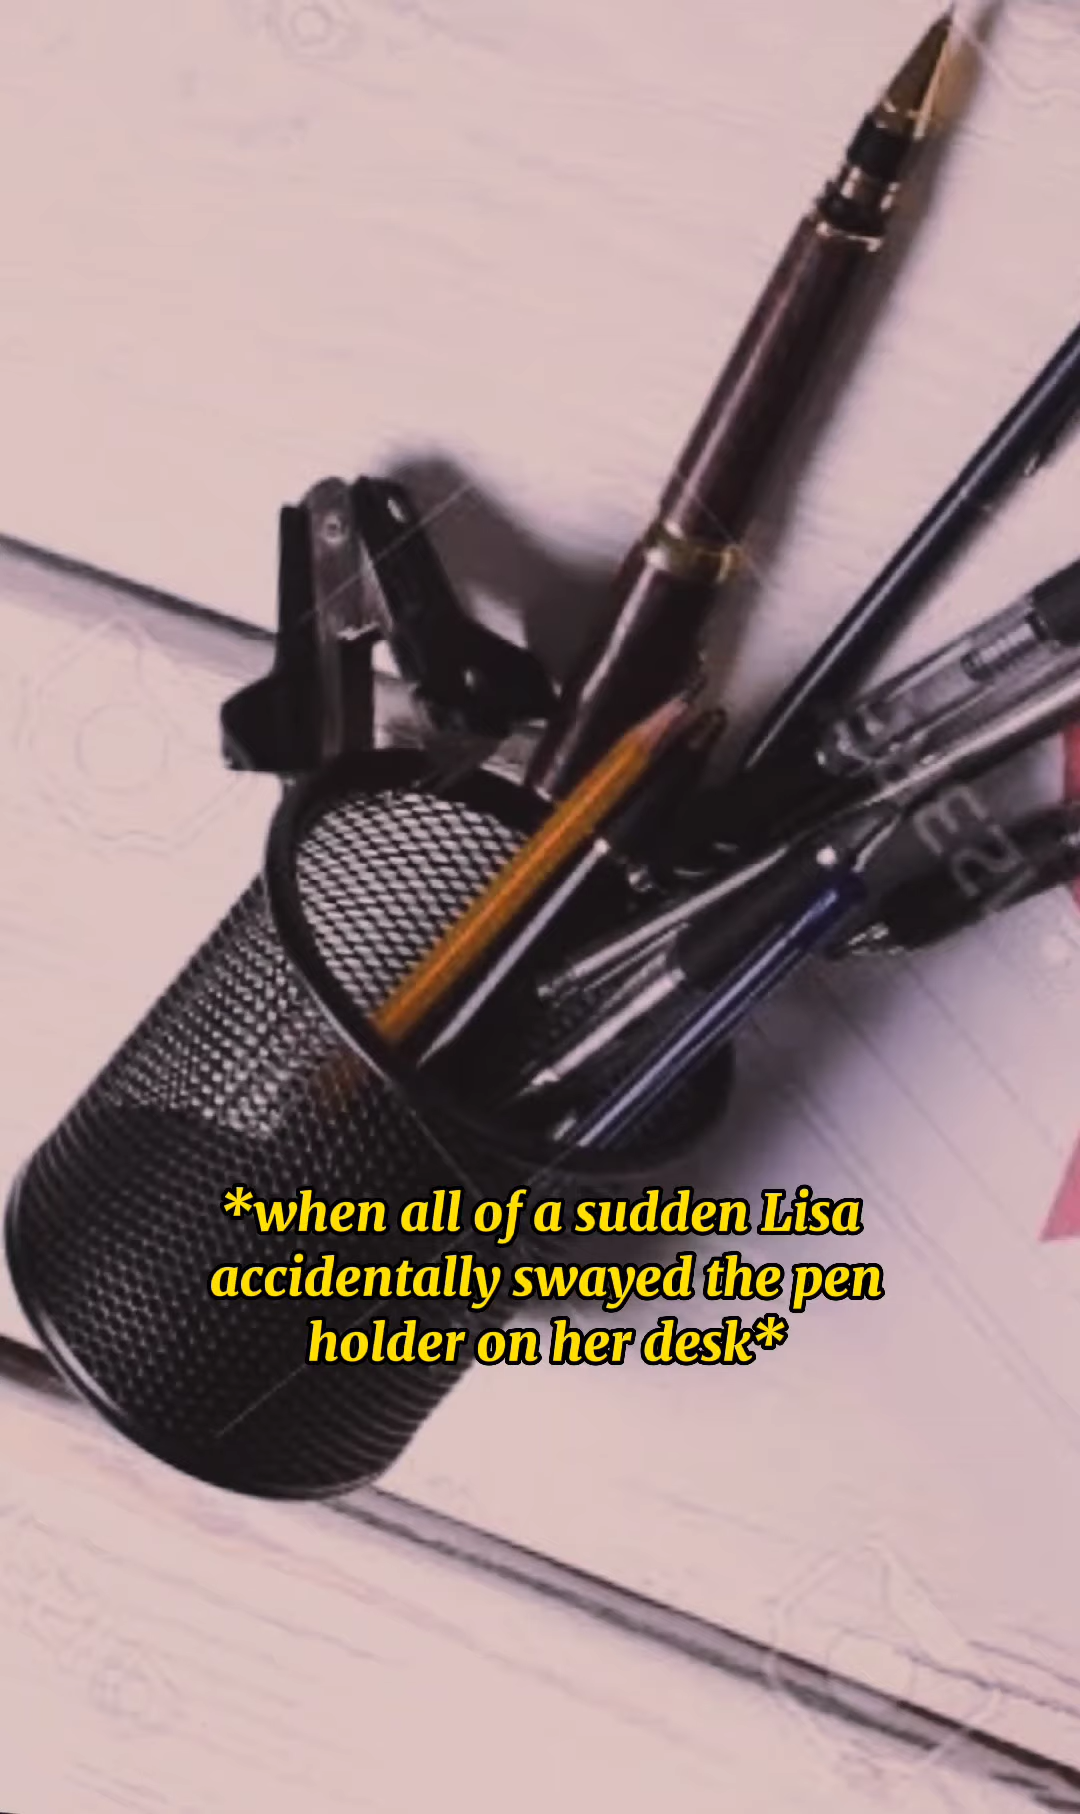 *when all of a sudden Lisa
accidentally swayed the pen
holder on her desk*